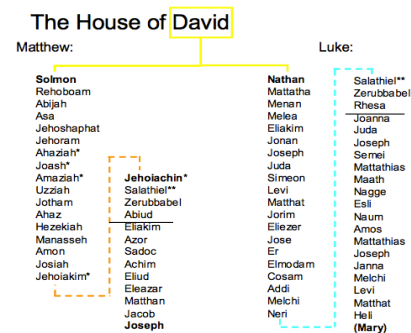 The House of David
Matthew:
Luke:
Solmon
Rehoboam
Abijah
Asa
Jehoshaphat
Jehoram
Ahaziah*
Joash*
Amaziah*
Uzziah
Jotham
Ahaz
Hezekiah
Manasseh
Amon
Josiah
Jehoiakim*
Jehoiachin*
Salathiel**
Zerubbabel
Abiud
Eliakim
Azor
Sadoc
Achim
Eliud
Eleazar
Matthan
Jacob
Joseph
Nathan
Mattatha
Menan
Melea
Eliakim
Jonan
Joseph
Juda
Simeon
Levi
Matthat
Jorim
Eliezer
Jose
Er
Elmodam
Cosam
Addi
Melchi
Neri
Salathiel**
Zerubbabel
Rhesa
Joanna
Juda
Joseph
Semei
Mattathias
Maath
Nagge
Esli
Naum
Amos
Mattathias
Joseph
Janna
Melchi
Levi
Matthat
Heli
(Mary)